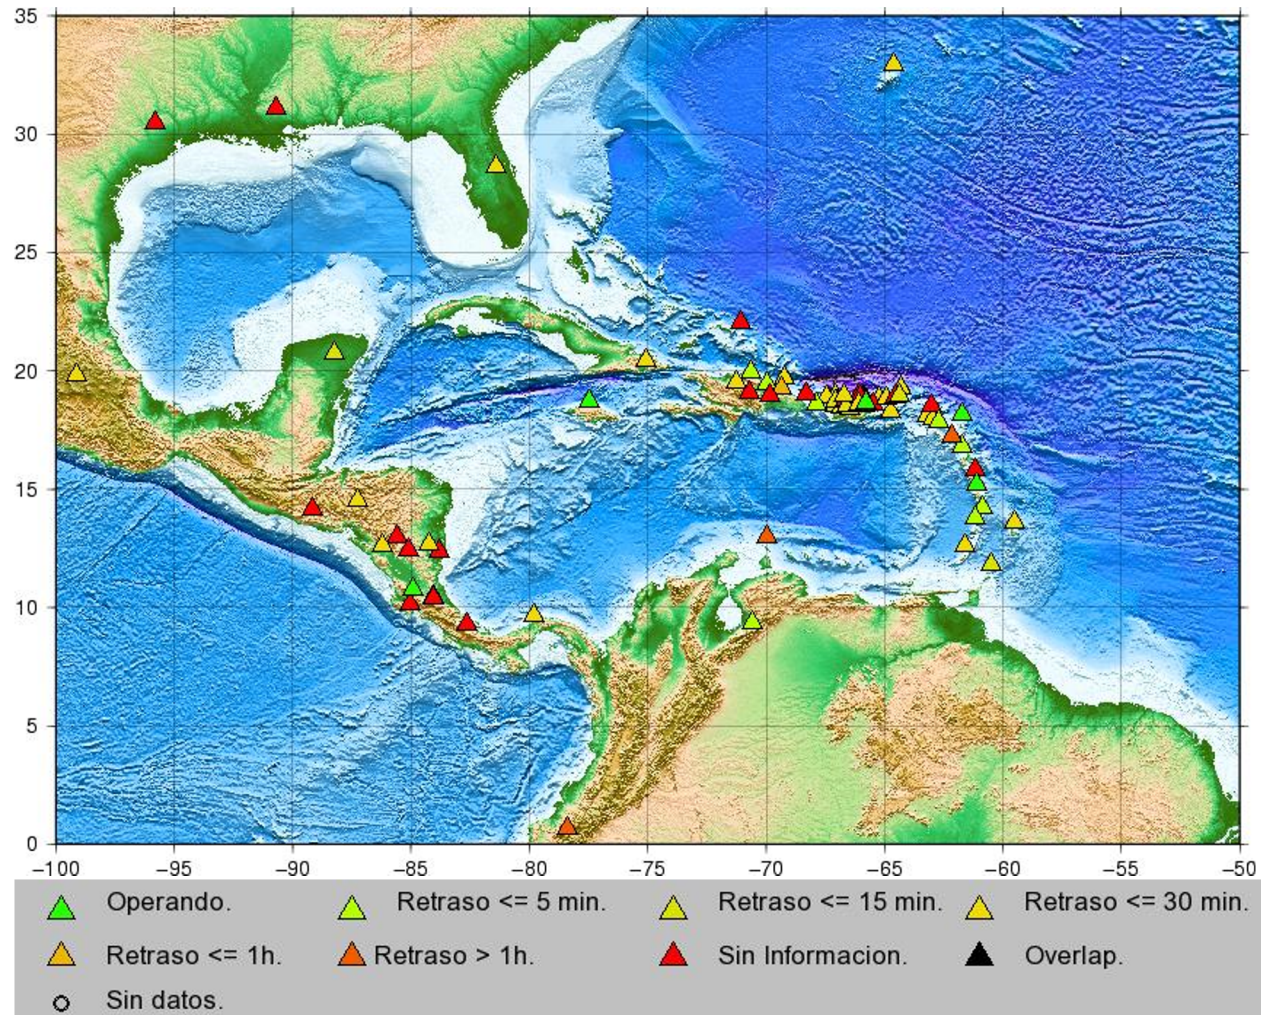 35
30
25
20
15
10
5
0
−100 −95 −90 −85 −80 −75 −70 −65 −60 −55 −50
Operando. Retraso <= 5 min. Retraso <= 15 min. Retraso <= 30 min.
Retraso <= 1h. Retraso > 1h. Sin Informacion. Overlap.
Sin datos.